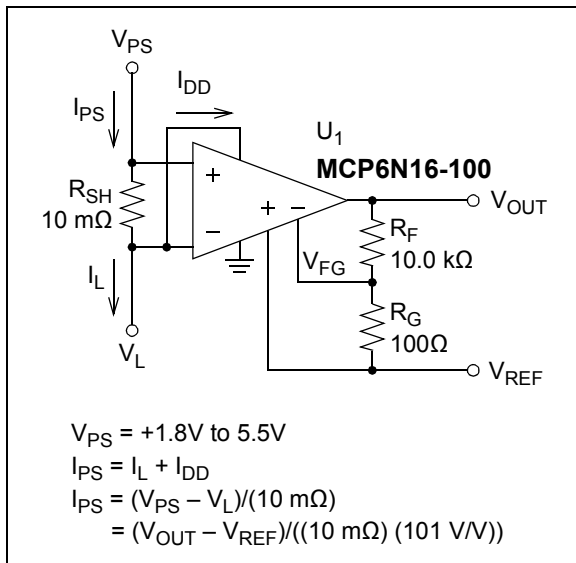 V_PS
I_DD
I_PS
U_1
MCP6N16-100
R_SH
10 mΩ
+
−
+ −
V_OUT
R_F
10.0 kΩ
V_FG
I_L
R_G
100Ω
V_L
V_REF
V_PS = +1.8V to 5.5V
I_PS = I_L + I_DD
I_PS = (V_PS – V_L)/(10 mΩ)
= (V_OUT – V_REF)/((10 mΩ) (101 V/V))